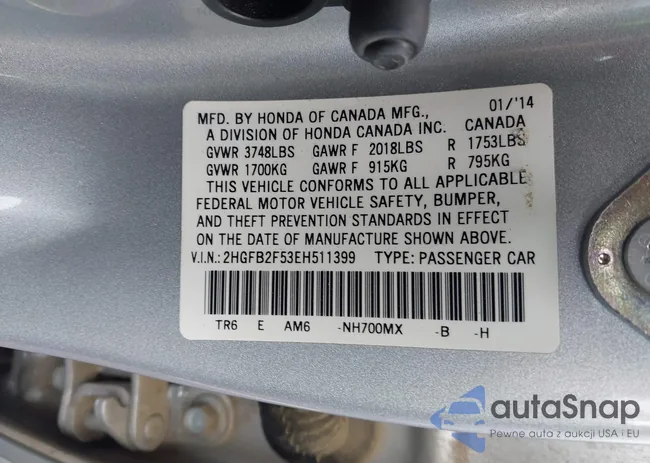 MFD. BY HONDA OF CANADA MFG., 01/'14
A DIVISION OF HONDA CANADA INC. CANADA
GVWR 3748LBS GAWR F 2018LBS R 1753LBS
GVWR 1700KG GAWR F 915KG R 795KG
THIS VEHICLE CONFORMS TO ALL APPLICABLE
FEDERAL MOTOR VEHICLE SAFETY, BUMPER,
AND THEFT PREVENTION STANDARDS IN EFFECT
ON THE DATE OF MANUFACTURE SHOWN ABOVE.
V.I.N.: 2HGFB2F53EH511399 TYPE: PASSENGER CAR
TR6 E AM6 -NH700MX -B -H
autaSnap
Pewne auta z aukcji USA i EU